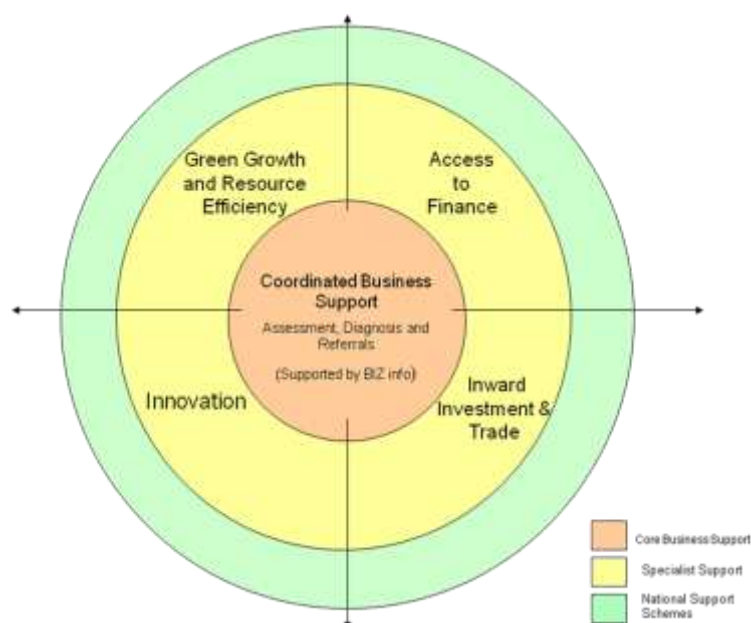 Green Growth
and Resource
Efficiency
Access
to
Finance
Coordinated Business
Support
Assessment, Diagnosis and
Referrals
(Supported by BIZ info)
Innovation
Inward
Investment &
Trade
Core Business Support
Specialist Support
National Support
Schemes